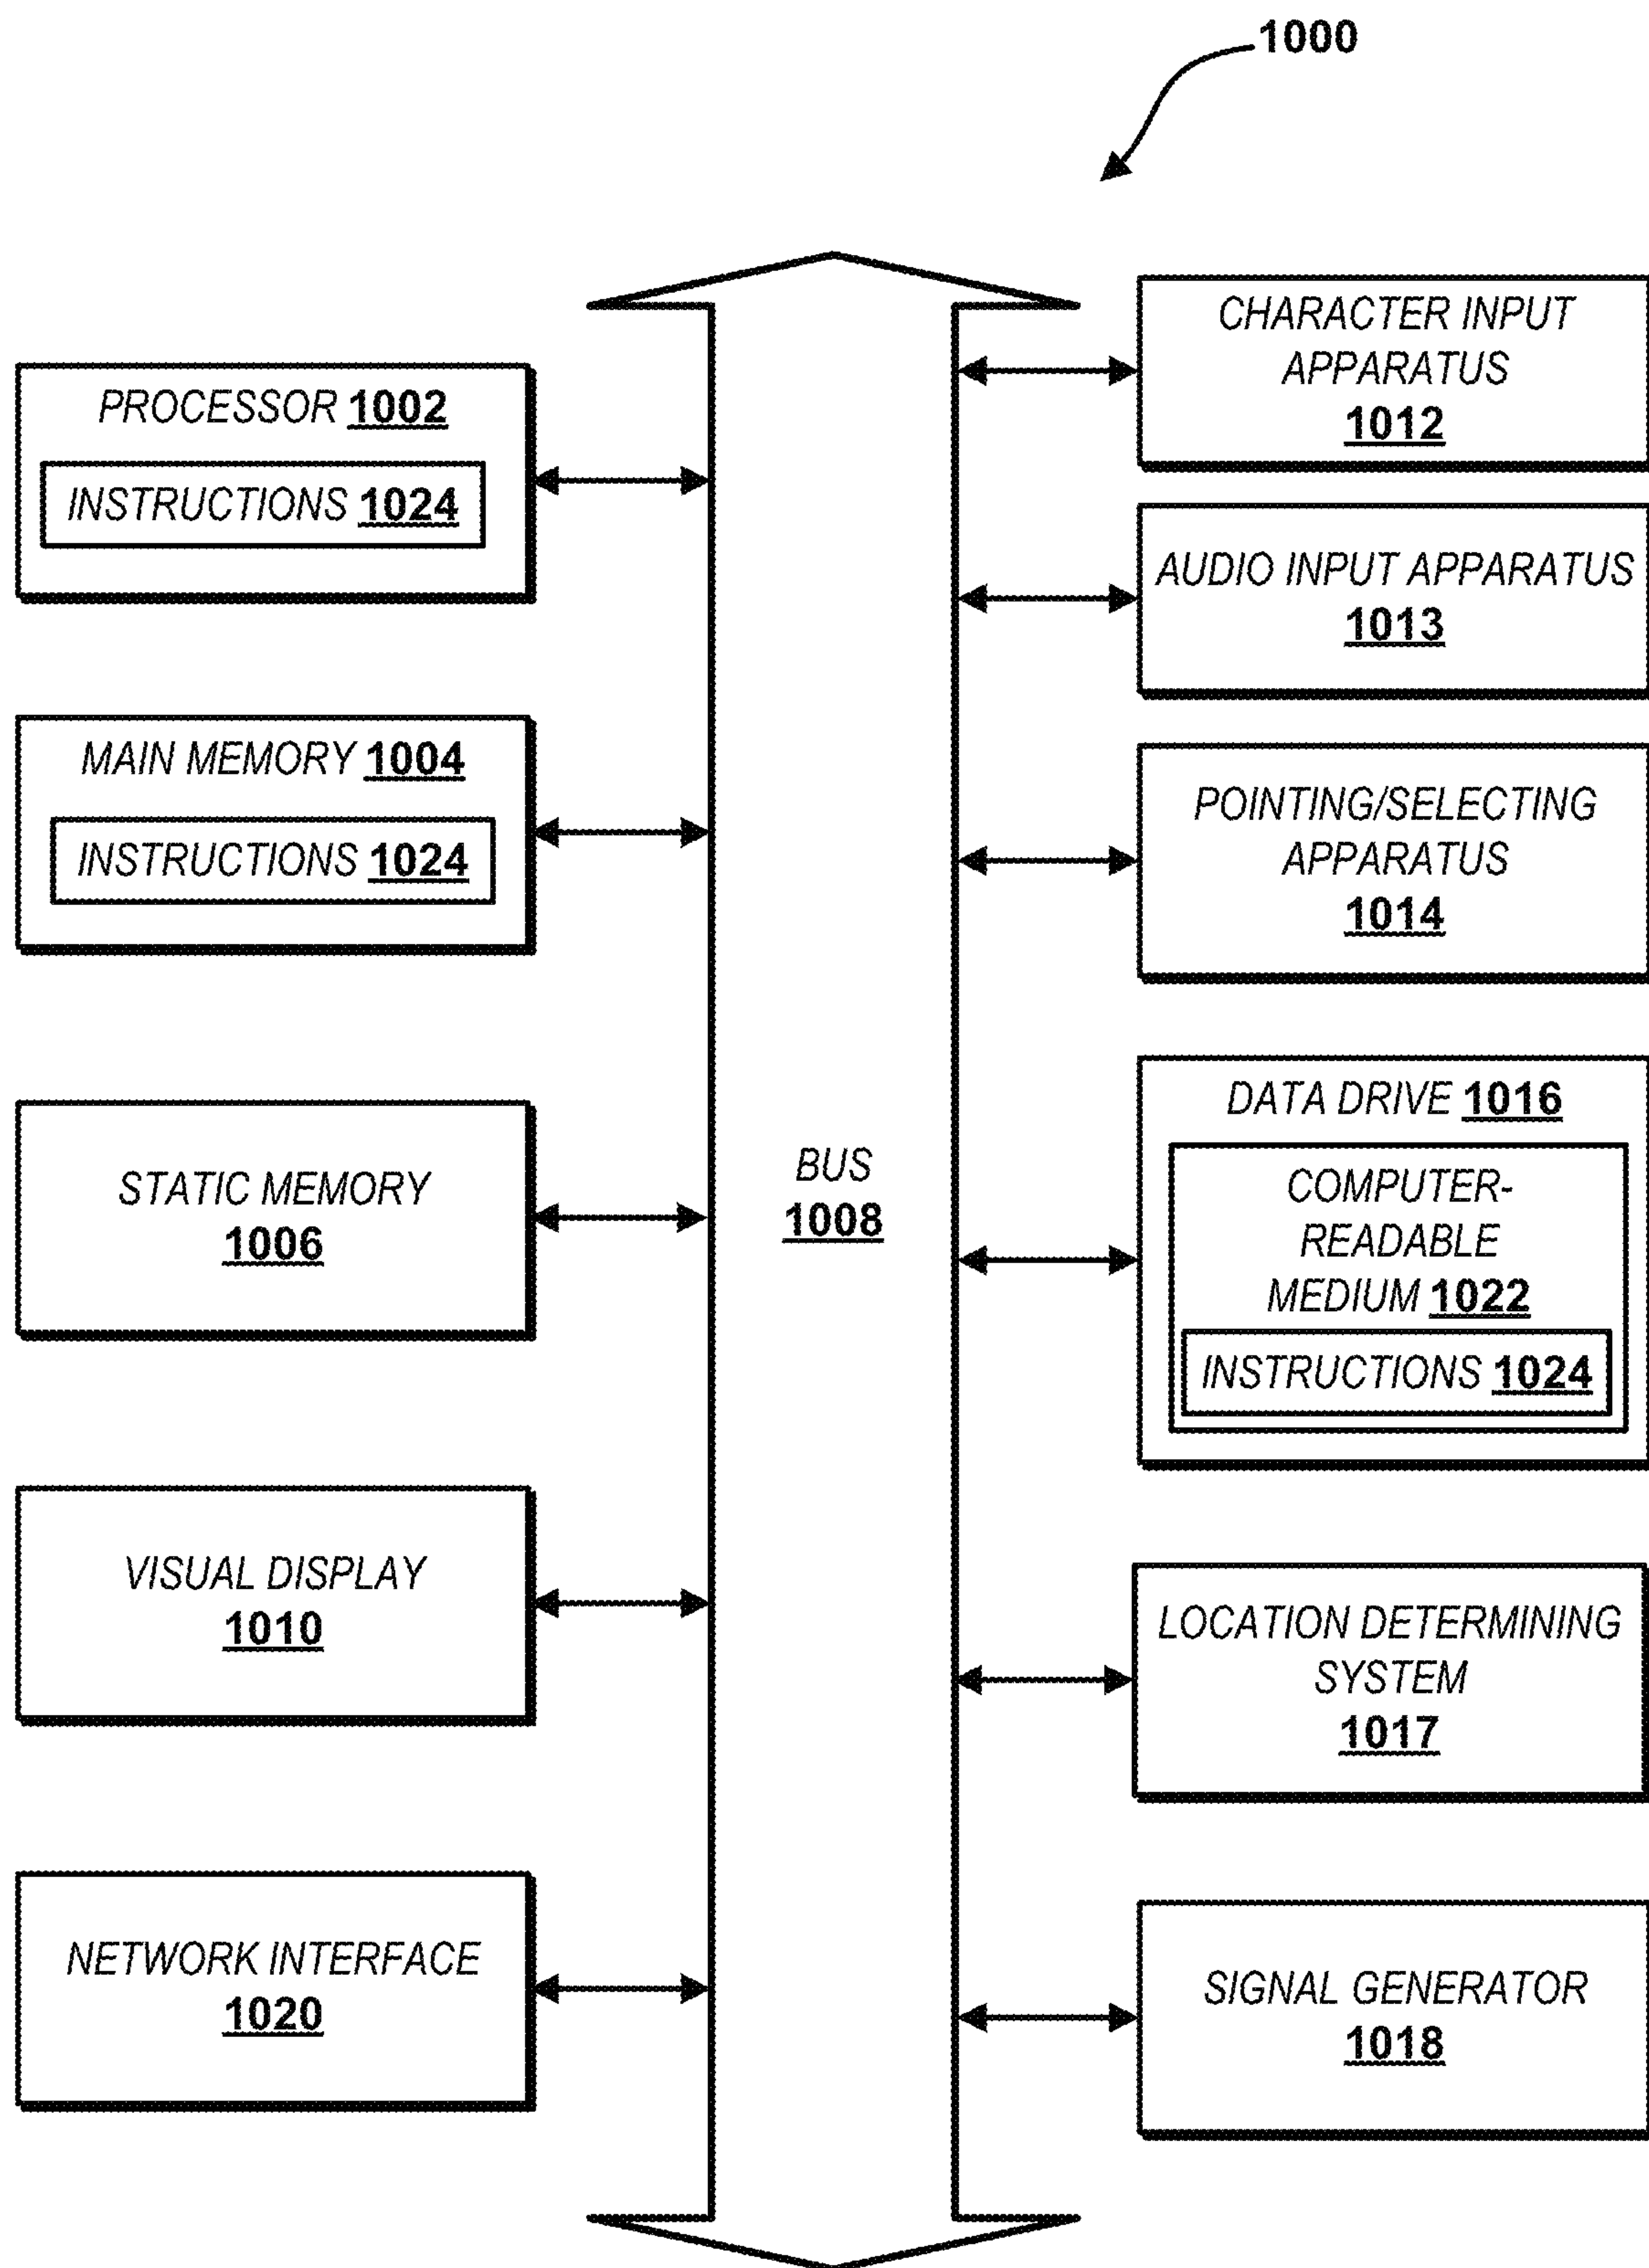 1000
PROCESSOR 1002
INSTRUCTIONS 1024
MAIN MEMORY 1004
INSTRUCTIONS 1024
STATIC MEMORY
1006
VISUAL DISPLAY
1010
NETWORK INTERFACE
1020
BUS
1008
CHARACTER INPUT
APPARATUS
1012
AUDIO INPUT APPARATUS
1013
POINTING/SELECTING
APPARATUS
1014
DATA DRIVE 1016
COMPUTER-
READABLE
MEDIUM 1022
INSTRUCTIONS 1024
LOCATION DETERMINING
SYSTEM
1017
SIGNAL GENERATOR
1018